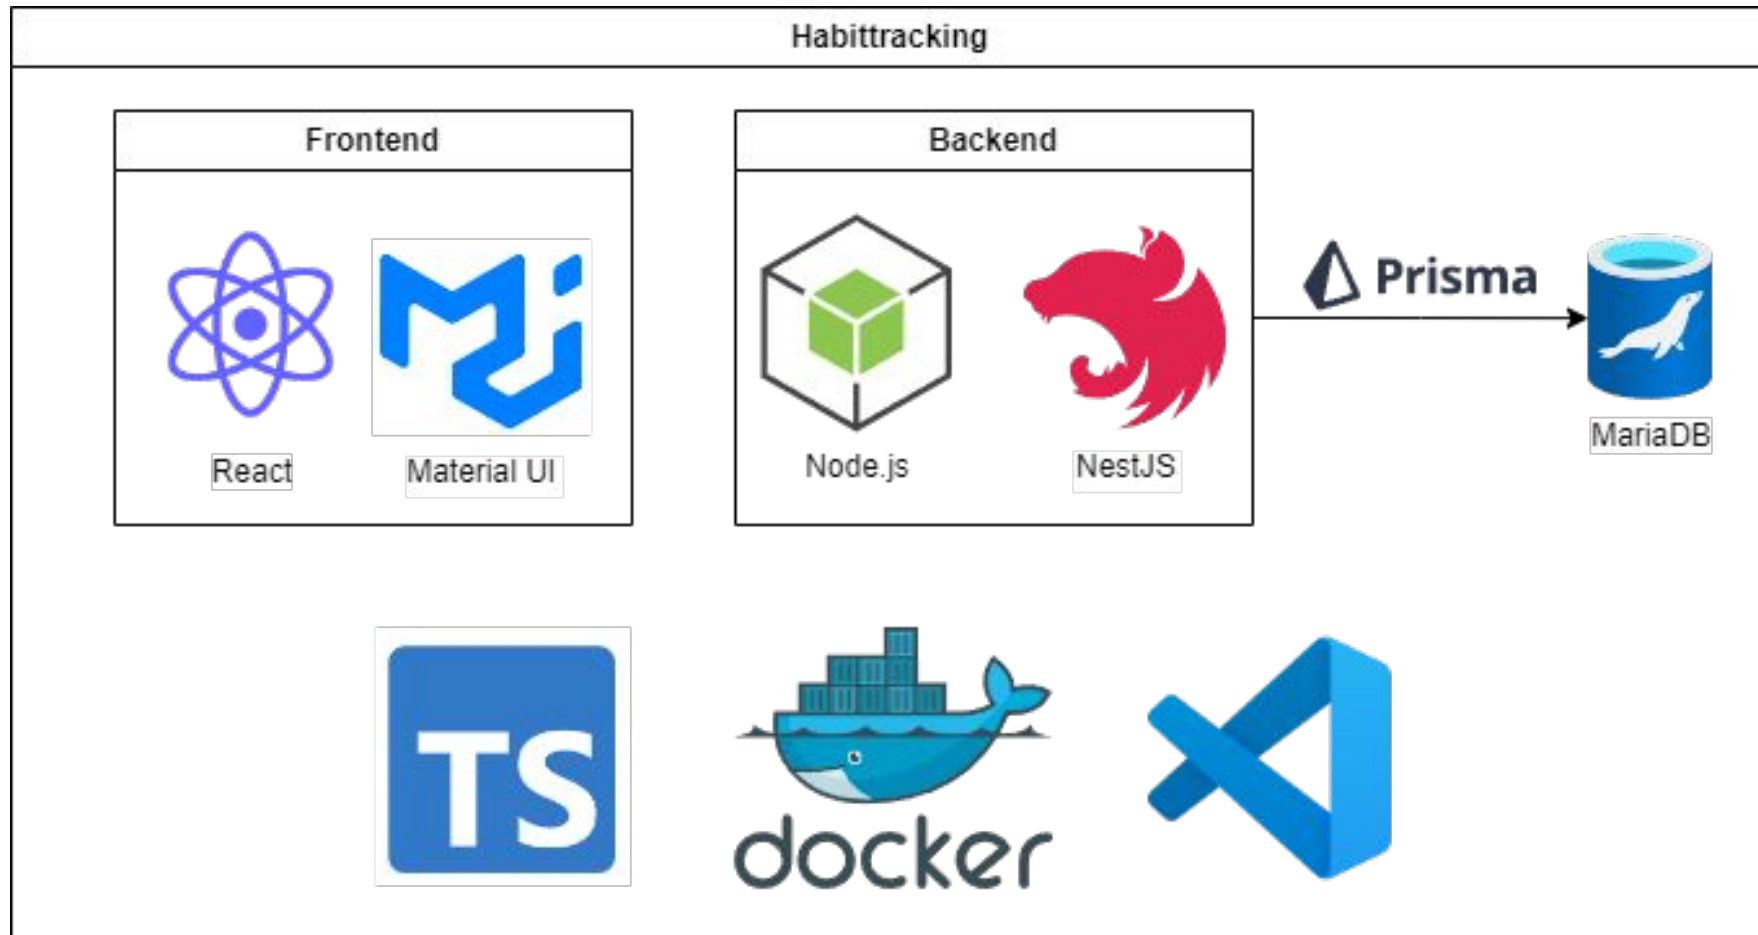 Habittracking
Frontend
Backend
Prisma
React
Material UI
Node.js
NestJS
MariaDB
TS
docker